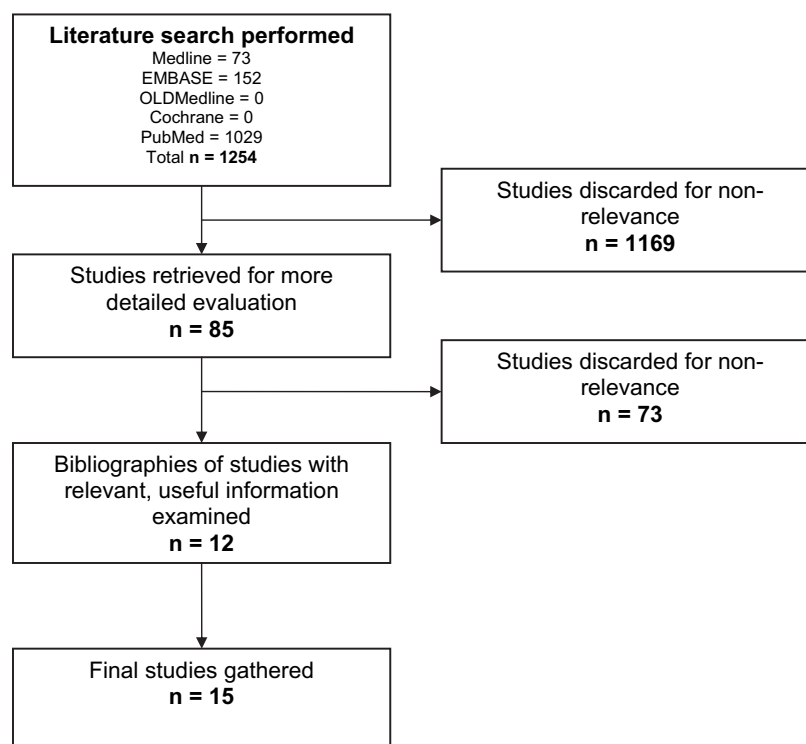 Literature search performed
Medline = 73
EMBASE = 152
OLDMedline = 0
Cochrane = 0
PubMed = 1029
Total n = 1254
Studies discarded for non-
relevance
n = 1169
Studies retrieved for more
detailed evaluation
n = 85
Studies discarded for non-
relevance
n = 73
Bibliographies of studies with
relevant, useful information
examined
n = 12
Final studies gathered
n = 15